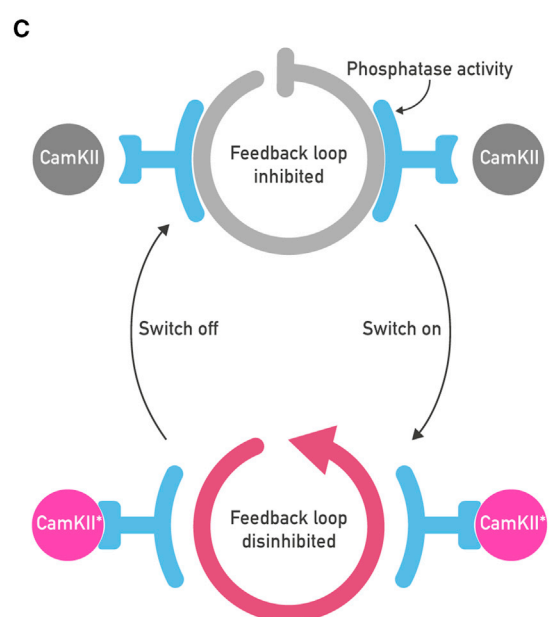 C
Phosphatase activity
CamKII
Feedback loop
inhibited
CamKII
Switch off
Switch on
CamKII*
Feedback loop
disinhibited
CamKII*